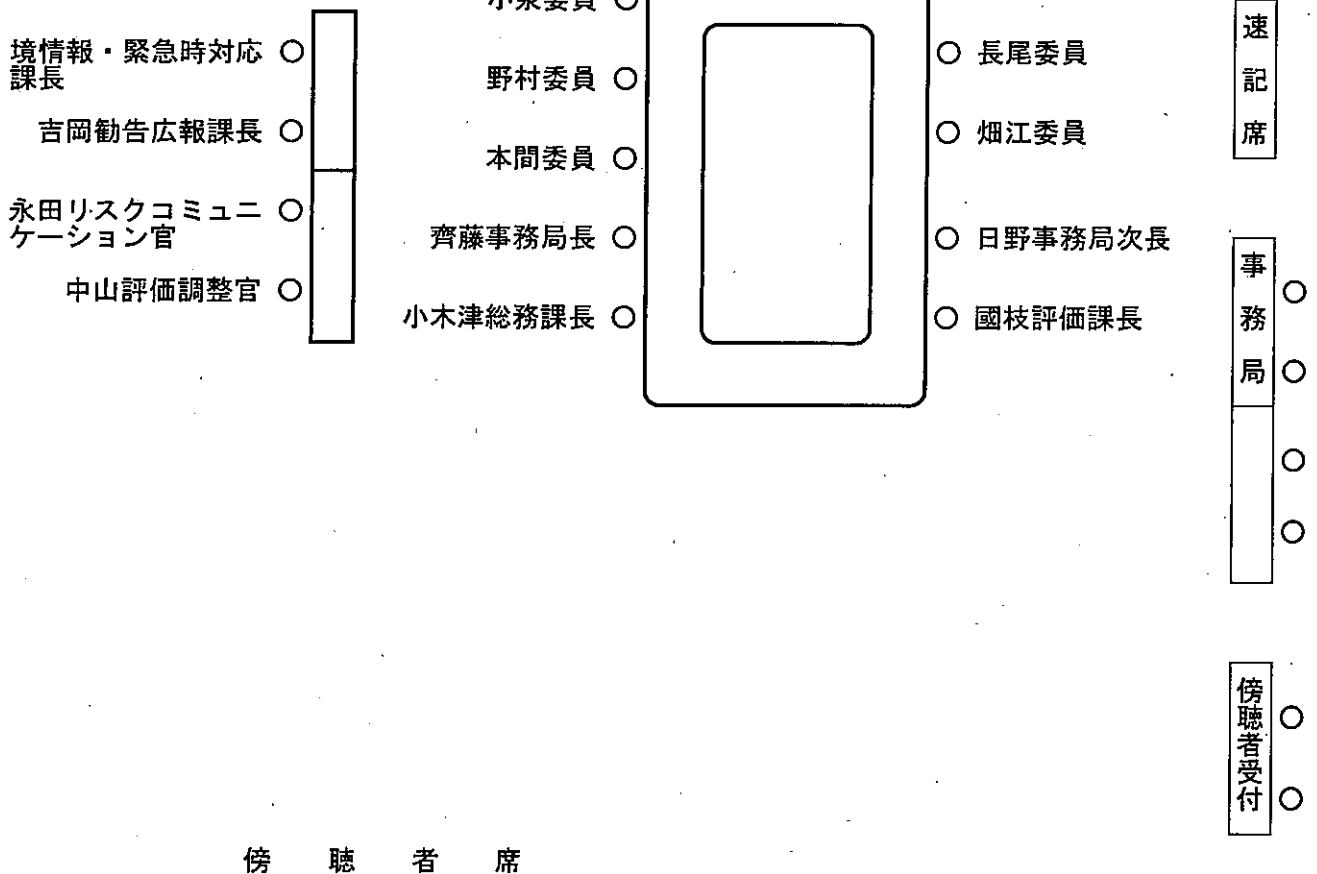 小泉委員
境情報・緊急時対応
課長
吉岡勧告広報課長
永田リスクコミュニ
ケーション官
中山評価調整官
野村委員
本間委員
齊藤事務局長
小木津総務課長
長尾委員
畑江委員
日野事務局次長
國枝評価課長
速記席
事務局
傍聴者受付
傍聴者席